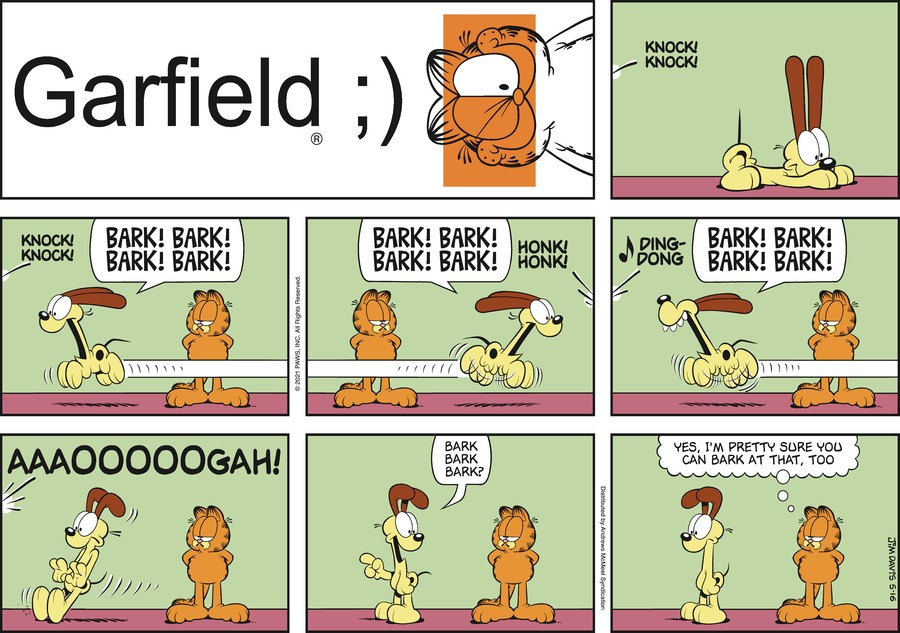 Garfield ;)
®
KNOCK!
KNOCK!
KNOCK!
KNOCK!
BARK! BARK!
BARK! BARK!
© 2021 PAWS, INC. All Rights Reserved.
BARK! BARK!
BARK! BARK!
HONK!
HONK!
♪ DING-
DONG
BARK! BARK!
BARK! BARK!
AAAOOOOOOGAH!
BARK
BARK
BARK?
Distributed by Andrews McMeel Syndication
YES, I'M PRETTY SURE YOU
CAN BARK AT THAT, TOO
JIM DAVIS 5-16